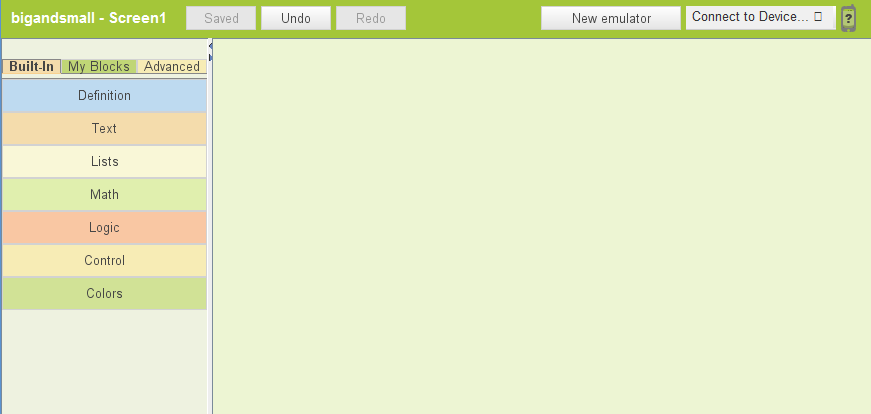 bigandsmall - Screen1 Saved Undo Redo New emulator Connect to Device... ?
Built-In My Blocks Advanced
Definition
Text
Lists
Math
Logic
Control
Colors